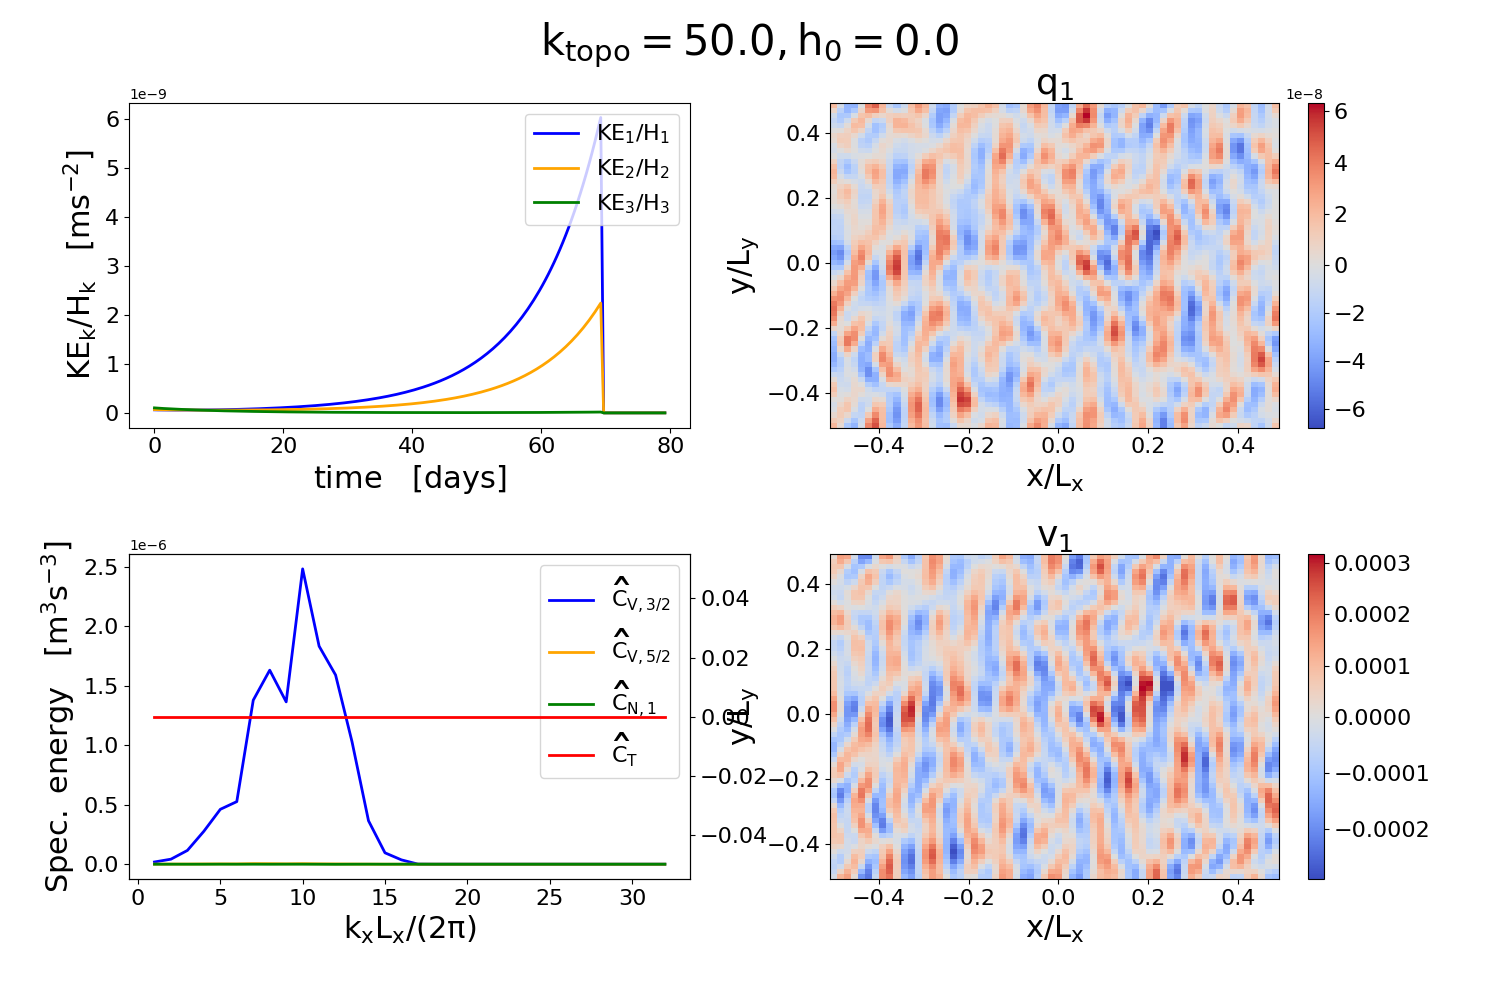 k_topo = 50.0, h_0 = 0.0
1e−9
6
5
4
3
2
1
0
KE_k/H_k [ms^−2]
0 20 40 60 80
time [days]
KE_1/H_1
KE_2/H_2
KE_3/H_3
q_1
0.4
0.2
0.0
−0.2
−0.4
y/L_y
−0.4 −0.2 0.0 0.2 0.4
x/L_x
1e−8
6
4
2
0
−2
−4
−6
1e−6
2.5
2.0
1.5
1.0
0.5
0.0
Spec. energy [m^3s^−3]
0 5 10 15 20 25 30
k_xL_x/(2π)
Ĉ_V,3/2
Ĉ_V,5/2
Ĉ_N,1
Ĉ_T
0.04
0.02
0.00
−0.02
−0.04
v_1
0.4
0.2
0.0
−0.2
−0.4
y/L_y
−0.4 −0.2 0.0 0.2 0.4
x/L_x
0.0003
0.0002
0.0001
0.0000
−0.0001
−0.0002